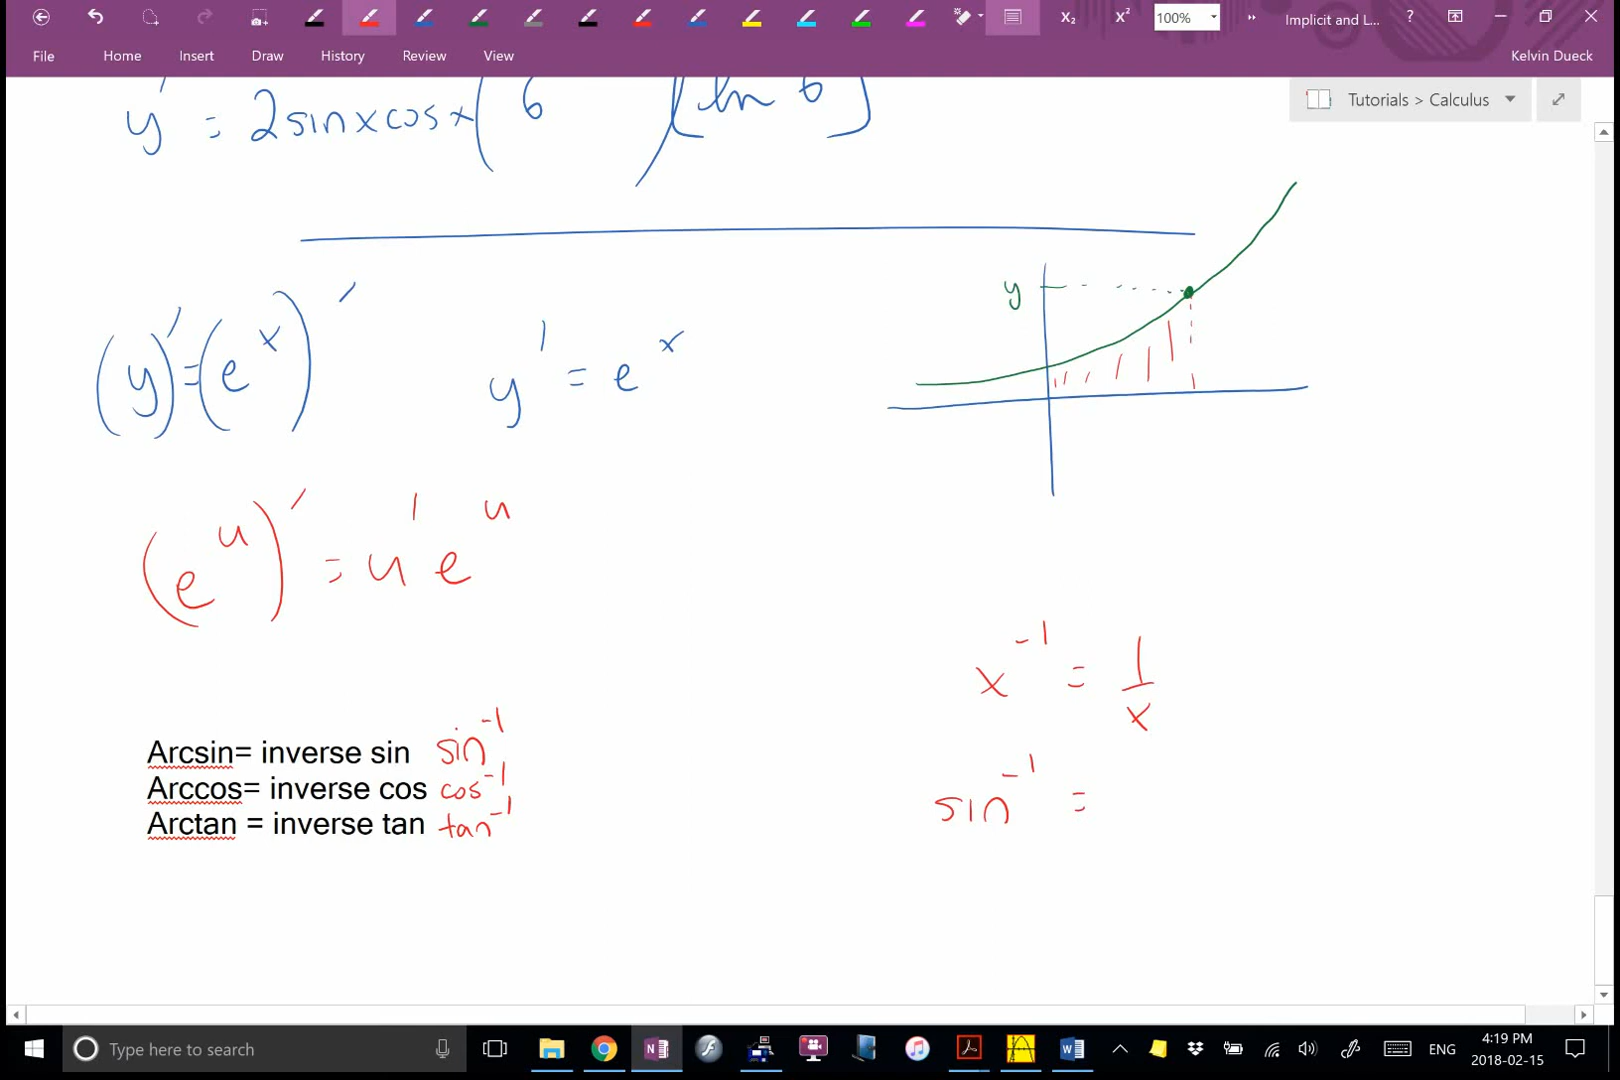 X₂ X² 100% Implicit and L... ?
File Home Insert Draw History Review View Kelvin Dueck
Tutorials > Calculus
y' = 2sinxcosx(6 )[ln 6]
y
(y)'=(e^x)' y' = e^x
(e^u)' = u'e^u
x^-1 = 1/x
Arcsin= inverse sin sin^-1
Arccos= inverse cos cos^-1
Arctan = inverse tan tan^-1
sin^-1 =
Type here to search
ENG
4:19 PM
2018-02-15